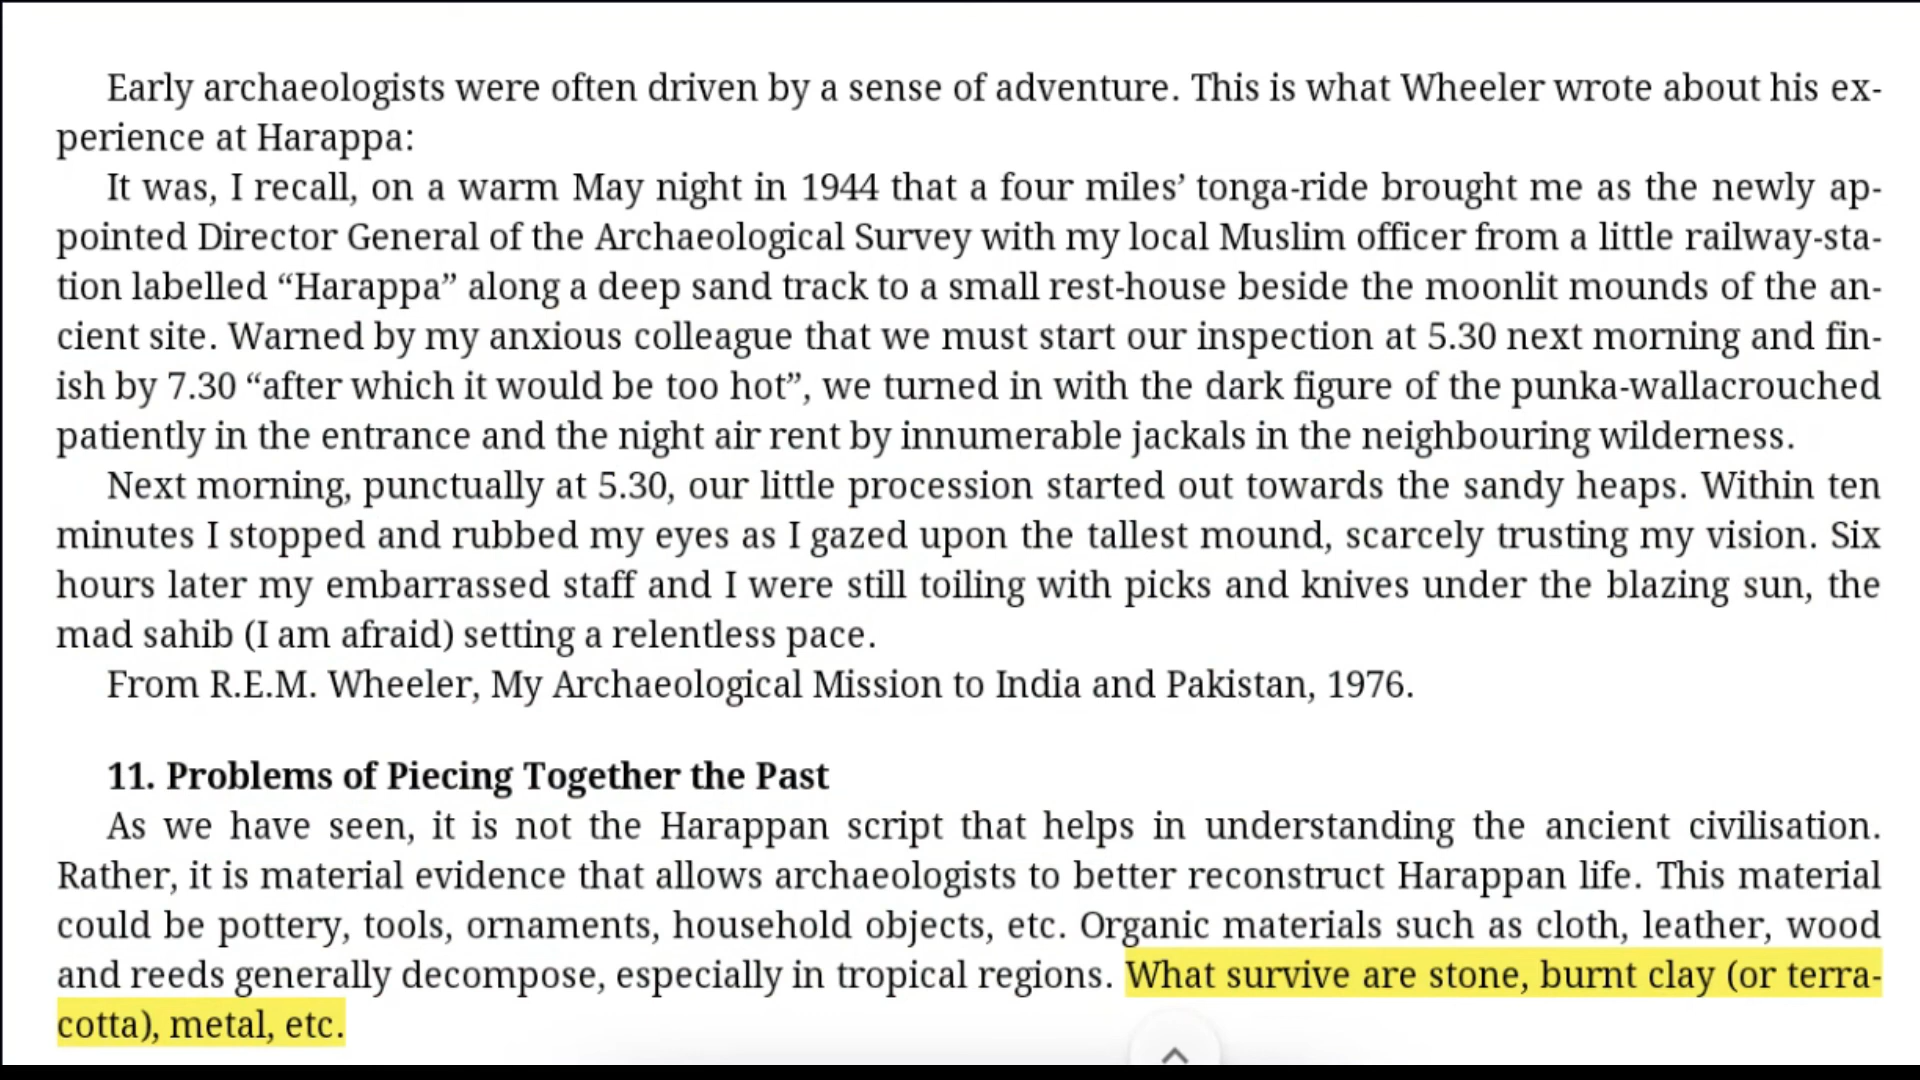 Early archaeologists were often driven by a sense of adventure. This is what Wheeler wrote about his ex-
perience at Harappa:
It was, I recall, on a warm May night in 1944 that a four miles’ tonga-ride brought me as the newly ap-
pointed Director General of the Archaeological Survey with my local Muslim officer from a little railway-sta-
tion labelled “Harappa” along a deep sand track to a small rest-house beside the moonlit mounds of the an-
cient site. Warned by my anxious colleague that we must start our inspection at 5.30 next morning and fin-
ish by 7.30 “after which it would be too hot”, we turned in with the dark figure of the punka-wallacrouched
patiently in the entrance and the night air rent by innumerable jackals in the neighbouring wilderness.
Next morning, punctually at 5.30, our little procession started out towards the sandy heaps. Within ten
minutes I stopped and rubbed my eyes as I gazed upon the tallest mound, scarcely trusting my vision. Six
hours later my embarrassed staff and I were still toiling with picks and knives under the blazing sun, the
mad sahib (I am afraid) setting a relentless pace.
From R.E.M. Wheeler, My Archaeological Mission to India and Pakistan, 1976.
11. Problems of Piecing Together the Past
As we have seen, it is not the Harappan script that helps in understanding the ancient civilisation.
Rather, it is material evidence that allows archaeologists to better reconstruct Harappan life. This material
could be pottery, tools, ornaments, household objects, etc. Organic materials such as cloth, leather, wood
and reeds generally decompose, especially in tropical regions. What survive are stone, burnt clay (or terra-
cotta), metal, etc.